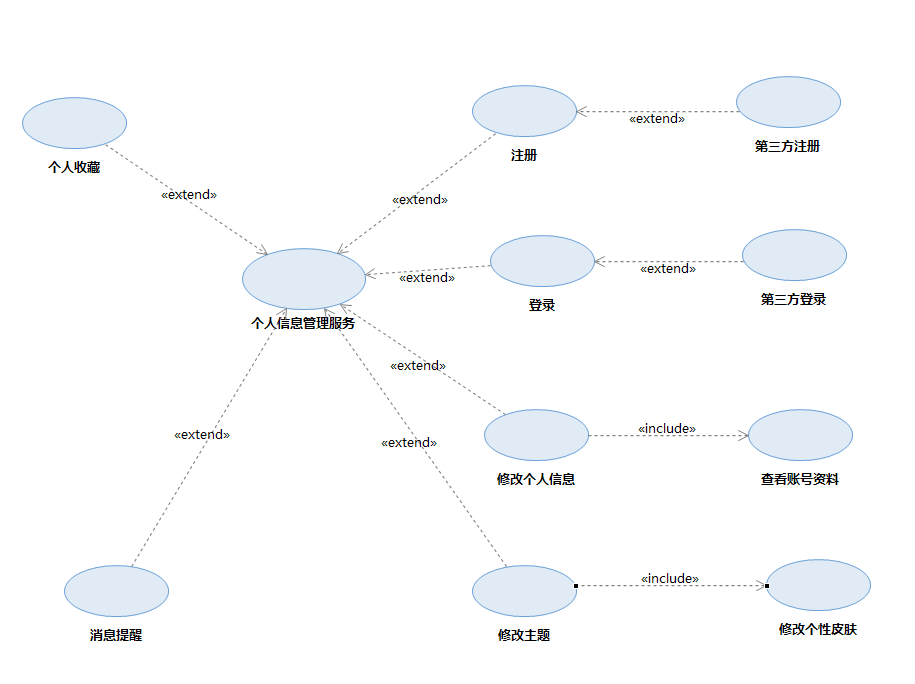 «extend»
第三方注册
注册
个人收藏
«extend»
«extend»
«extend»
第三方登录
«extend»
登录
个人信息管理服务
«extend»
«include»
«extend»
«extend»
修改个人信息
查看账号资料
«include»
消息提醒
修改主题
修改个性皮肤